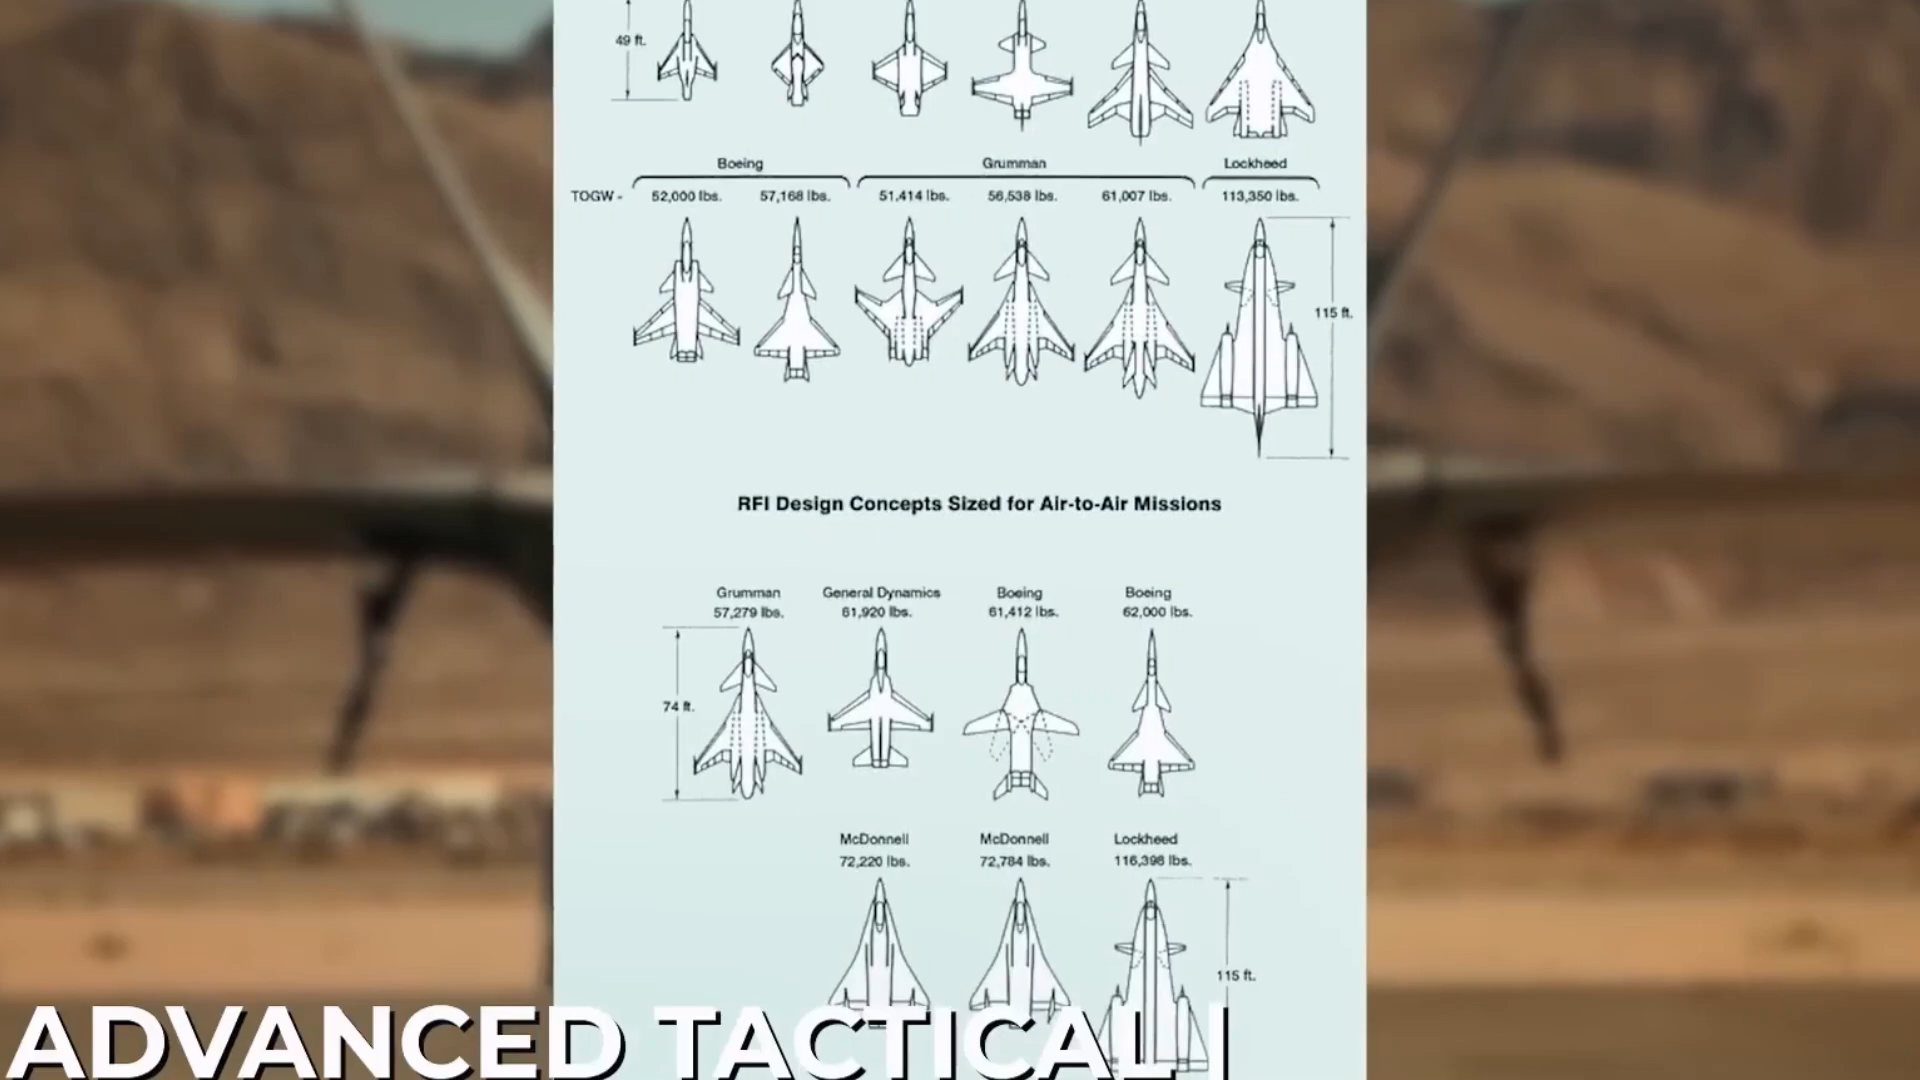 49 ft.
Boeing Grumman Lockheed
TOGW - 52,000 lbs. 57,168 lbs. 51,414 lbs. 56,538 lbs. 61,007 lbs. 113,350 lbs.
115 ft.
RFI Design Concepts Sized for Air-to-Air Missions
Grumman General Dynamics Boeing Boeing
57,279 lbs. 61,920 lbs. 61,412 lbs. 62,000 lbs.
74 ft.
McDonnell McDonnell Lockheed
72,220 lbs. 72,784 lbs. 116,398 lbs.
115 ft.
ADVANCED TACTICAL